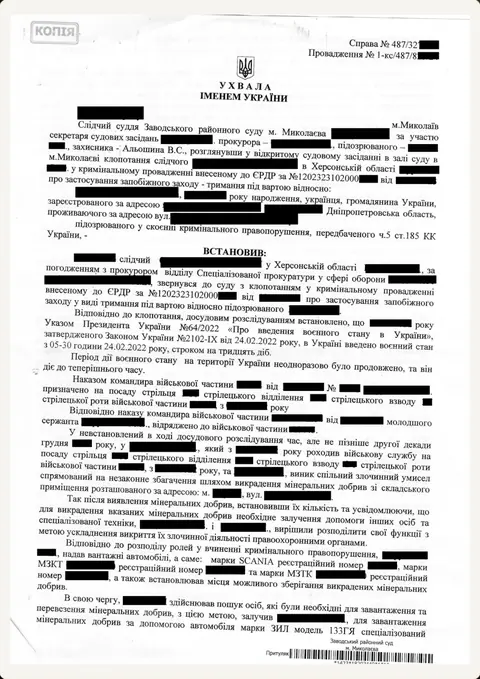 КОПІЯ
Справа № 487/32
Провадження № 1-кс/487/8
УХВАЛА
ІМЕНЕМ УКРАЇНИ
м.Миколаїв
Слідчий суддя Заводського районного суду м. Миколаєва за участю
секретаря судових засідань прокурора – , підозрюваного –
., захисника - Альошина В.С., розглянувши у відкритому судовому засіданні в залі суду в
м.Миколаєві клопотання слідчого в Херсонській області
. у кримінальному провадженні внесеному до ЄРДР за №1202323102000 від
про застосування запобіжного заходу - тримання під вартою відносно:
, року народження, українця, громадянина України,
зареєстрованого за адресою Дніпропетровська область,
проживаючого за адресою вул.
підозрюваного у скоєнні кримінального правопорушення, передбаченого ч.5 ст.185 КК
України, -
ВСТАНОВИВ:
слідчий у Херсонській області , за
погодженням з прокурором відділу Спеціалізованої прокуратури у сфері оборони
, звернувся до суду з клопотанням у кримінальному провадженні
внесеному до ЄРДР за №1202323102000 від про застосування запобіжного
заходу у виді тримання під вартою відносно підозрюваного .
Відповідно до клопотання, досудовим розслідуванням встановлено, що року
Указом Президента України №64/2022 «Про введення воєнного стану в Україні»,
затвердженого Законом України №2102-IX від 24.02.2022 року, в Україні введено воєнний стан
з 05-30 години 24.02.2022 року, строком на тридцять діб.
Період дії воєнного стану на території України неодноразово було продовжено, та він
діє до теперішнього часу.
Наказом командира військової частини від №
призначено на посаду стрільця стрілецького відділення стрілецького взводу
стрілецької роти військової частини , з року
Відповідно наказу командира військової частини від молодшого
сержанта ., відряджено до військової частини .
У невстановлений в ході досудового розслідування час, але не пізніше другої декади
грудня року, у , який з року роходив військову службу на
посаді стрільця стрілецького відділення стрілецького взводу стрілецької роти
військової частини , з року, та , виник спільний злочинний умисел
спрямований на незаконне збагачення шляхом викрадення мінеральних добрив зі складського
приміщення розташованого за адресою: м. , вул. .
Так після виявлення мінеральних добрив, встановивши їх кількість та усвідомлюючи, що
для викрадення вказаних мінеральних добрив необхідне залучення допомоги інших осіб та
спеціалізованої техніки, , і , вирішили розподілити свої функції з
метою ускладнення викриття їх злочинної діяльності правоохоронними органами.
Відповідно до розподілу ролей у вчиненні кримінального правопорушення,
, надав вантажні автомобілі, а саме: марки SCANIA реєстраційний номер , марки
МЗКТ реєстраційний номер та марки МЗТК реєстраційний
номер , а також встановлював місця можливого зберігання викрадених мінеральних
добрив.
В свою чергу, здійснював пошук осіб, які були необхідні для завантаження та
перевезення мінеральних добрив, з цією метою, залучив , для завантаження
мінеральних добрив за допомогою автомобіля марки ЗИЛ модель 133ГЯ спеціалізований
Заводський районний суд
м. Миколаєва